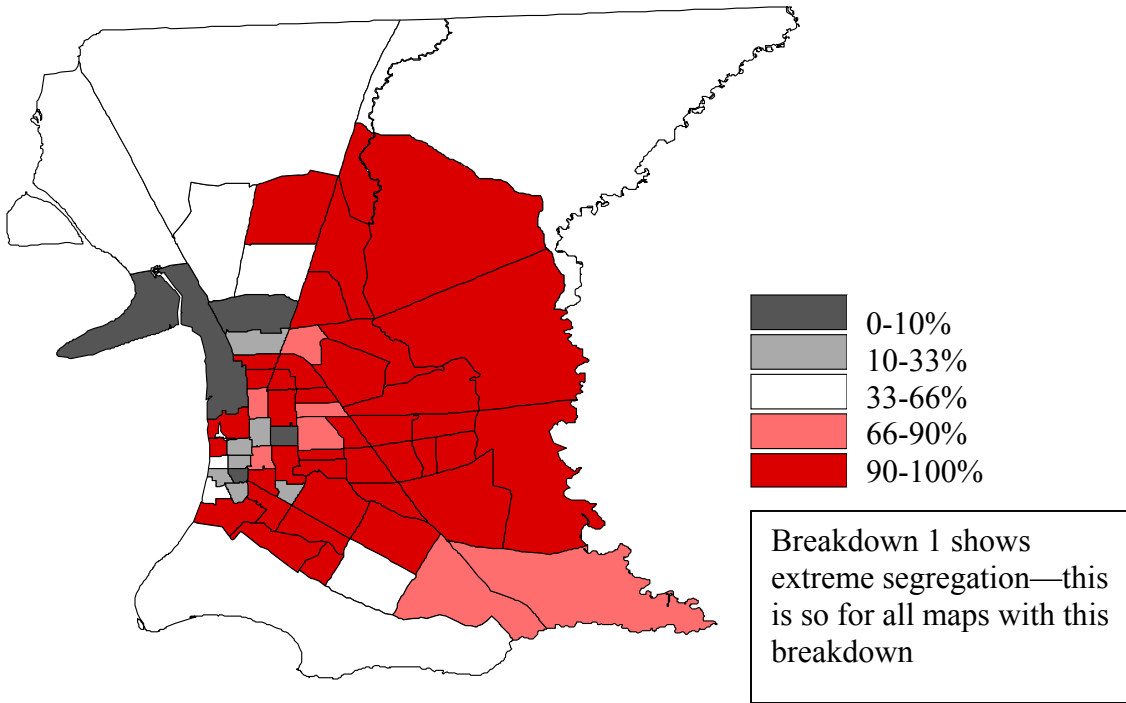 0-10%
10-33%
33-66%
66-90%
90-100%
Breakdown 1 shows
extreme segregation—this
is so for all maps with this
breakdown